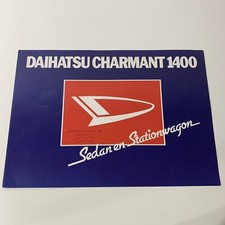 DAIHATSU CHARMANT 1400
Sedan en Stationwagon